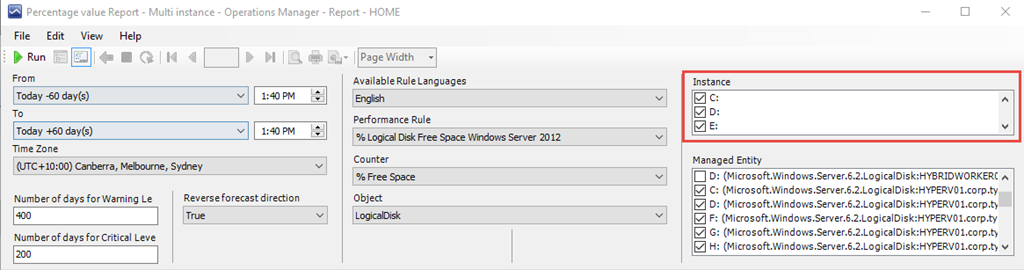 Percentage value Report - Multi instance - Operations Manager - Report - HOME
File Edit View Help
Run Page Width
From
Today -60 day(s) 1:40 PM
To
Today +60 day(s) 1:40 PM
Time Zone
(UTC+10:00) Canberra, Melbourne, Sydney
Number of days for Warning Le
400
Number of days for Critical Leve
200
Reverse forecast direction
True
Available Rule Languages
English
Performance Rule
% Logical Disk Free Space Windows Server 2012
Counter
% Free Space
Object
LogicalDisk
Instance
C:
D:
E:
Managed Entity
D: (Microsoft.Windows.Server.6.2.LogicalDisk:HYBRIDWORKER0
C: (Microsoft.Windows.Server.6.2.LogicalDisk:HYPERV01.corp.ty
D: (Microsoft.Windows.Server.6.2.LogicalDisk:HYPERV01.corp.ty
F: (Microsoft.Windows.Server.6.2.LogicalDisk:HYPERV01.corp.ty
G: (Microsoft.Windows.Server.6.2.LogicalDisk:HYPERV01.corp.ty
H: (Microsoft.Windows.Server.6.2.LogicalDisk:HYPERV01.corp.ty